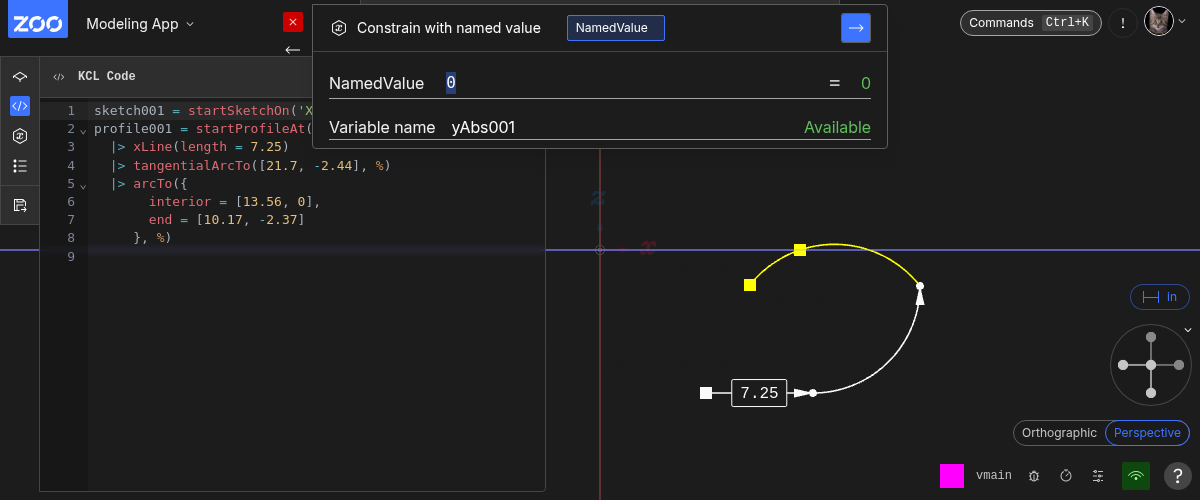 ZOO
Modeling App
Constrain with named value
NamedValue
Commands
Ctrl+K
!
KCL Code
NamedValue
0
=
0
Variable name
yAbs001
Available
1 sketch001 = startSketchOn('X
2 profile001 = startProfileAt(
3 |> xLine(length = 7.25)
4 |> tangentialArcTo([21.7, -2.44], %)
5 |> arcTo({
6 interior = [13.56, 0],
7 end = [10.17, -2.37]
8 }, %)
9
z
x
7.25
in
Orthographic
Perspective
vmain
?